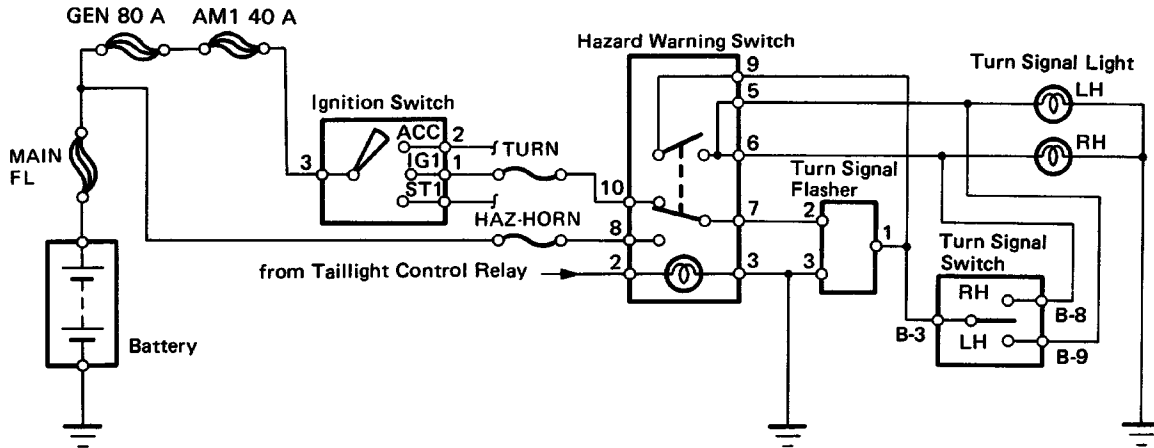 GEN 80 A
AM1 40 A
Hazard Warning Switch
Turn Signal Light
LH
RH
Ignition Switch
ACC
2
3
IG1
1
ST1
TURN
HAZ-HORN
MAIN
FL
9
5
6
10
7
8
2
3
Turn Signal
Flasher
2
1
3
from Taillight Control Relay
Turn Signal
Switch
RH
LH
B-3
B-8
B-9
Battery